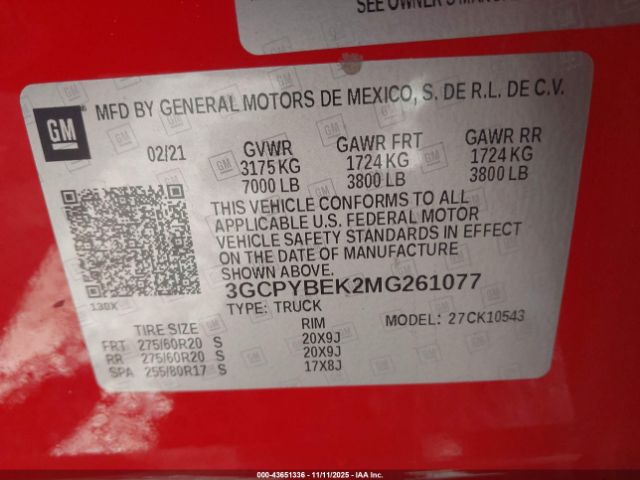 SEE OWNER'S MANUAL
MFD BY GENERAL MOTORS DE MEXICO, S. DE R.L. DE C.V.
GM
02/21 GVWR GAWR FRT GAWR RR
3175 KG 1724 KG 1724 KG
7000 LB 3800 LB 3800 LB
THIS VEHICLE CONFORMS TO ALL
APPLICABLE U.S. FEDERAL MOTOR
VEHICLE SAFETY STANDARDS IN EFFECT
ON THE DATE OF MANUFACTURE
SHOWN ABOVE.
130X
3GCPYBEK2MG261077
TYPE: TRUCK MODEL: 27CK10543
TIRE SIZE RIM
FRT 275/60R20 S 20X9J
RR 275/60R20 S 20X9J
SPA 255/80R17 S 17X8J
000-43651336 - 11/11/2025 - IAA Inc.